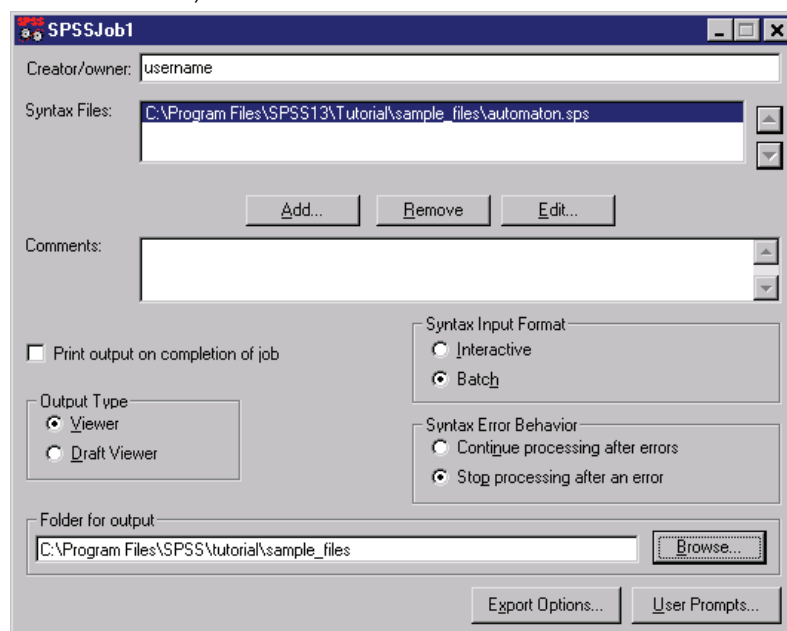 SPSS
SPSSJob1
Creator/owner: username
Syntax Files: C:\Program Files\SPSS13\Tutorial\sample_files\automaton.sps
Add... Remove Edit...
Comments:
Print output on completion of job
Output Type
Viewer
Draft Viewer
Syntax Input Format
Interactive
Batch
Syntax Error Behavior
Continue processing after errors
Stop processing after an error
Folder for output
C:\Program Files\SPSS\tutorial\sample_files Browse...
Export Options... User Prompts...